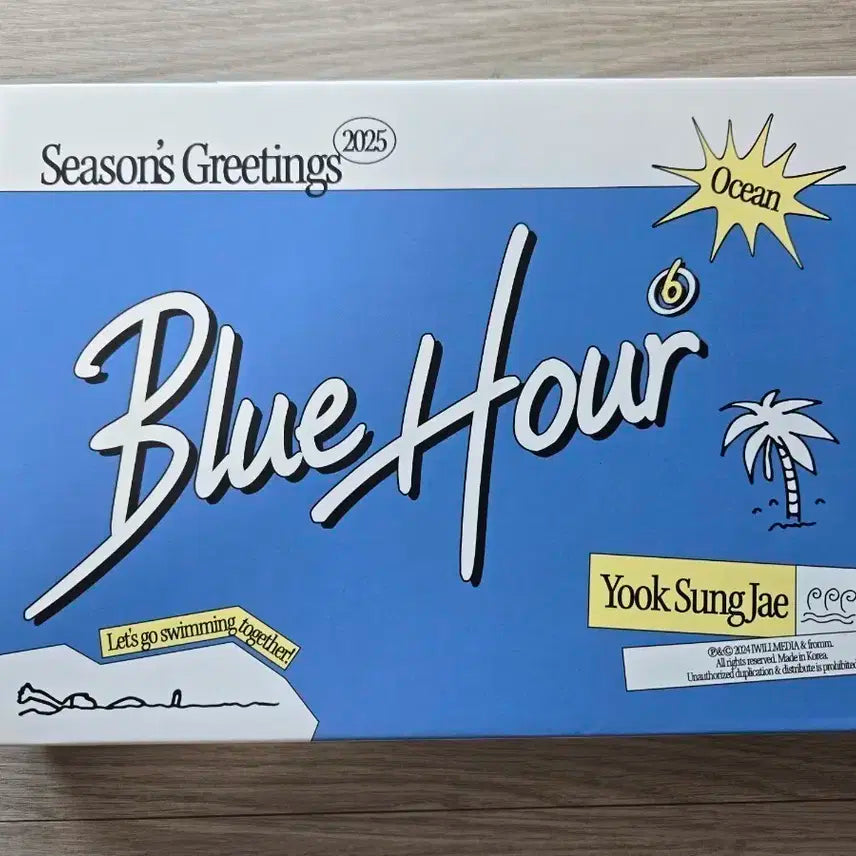 Season's Greetings 2025
Ocean
Blue Hour
6
Let's go swimming together!
Yook Sung Jae
℗&© 2024 IWILLMEDIA & fromm.
All rights reserved. Made in Korea.
Unauthorized duplication & distribute is prohibited